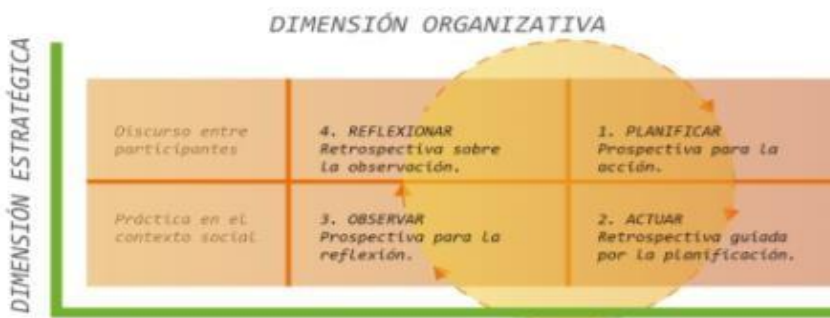 DIMENSIÓN ORGANIZATIVA
DIMENSIÓN ESTRATÉGICA
Discurso entre
participantes
4. REFLEXIONAR
Retrospectiva sobre
la observación.
1. PLANIFICAR
Prospectiva para la
acción.
Práctica en el
contexto social
3. OBSERVAR
Prospectiva para la
reflexión.
2. ACTUAR
Retrospectiva guiada
por la planificación.